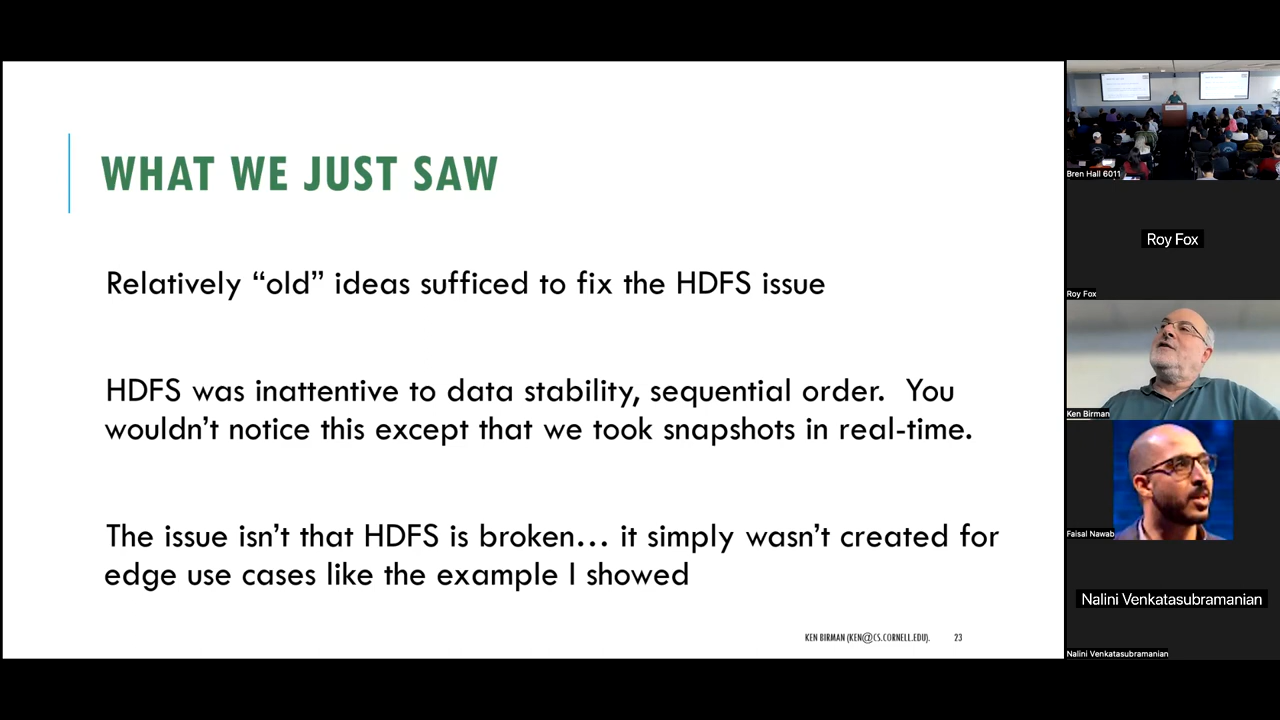 WHAT WE JUST SAW
Relatively “old” ideas sufficed to fix the HDFS issue
HDFS was inattentive to data stability, sequential order. You
wouldn’t notice this except that we took snapshots in real-time.
The issue isn’t that HDFS is broken… it simply wasn’t created for
edge use cases like the example I showed
KEN BIRMAN (KEN@CS.CORNELL.EDU). 23
Bren Hall 6011
Roy Fox
Roy Fox
Ken Birman
Faisal Nawab
Nalini Venkatasubramanian
Nalini Venkatasubramanian